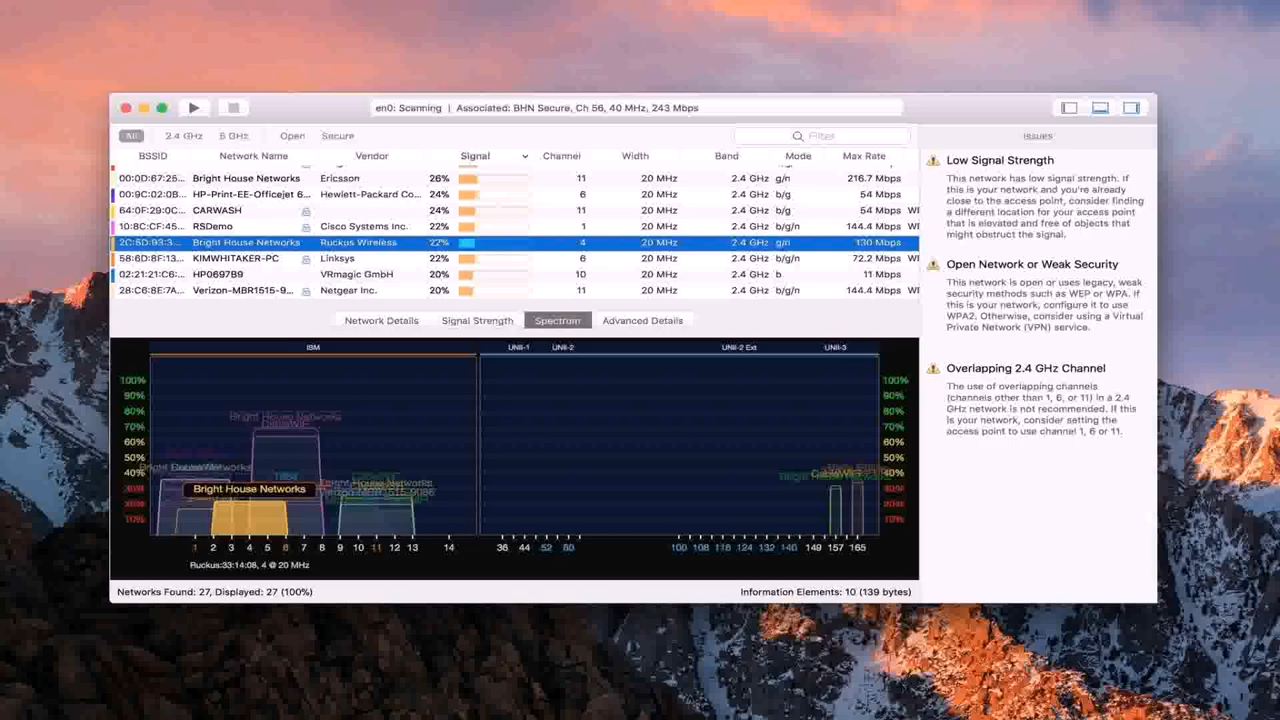 en0: Scanning | Associated: BHN Secure, Ch 56, 40 MHz, 243 Mbps
All 2.4 GHz 5 GHz Open Secure Filter
BSSID Network Name Vendor Signal Channel Width Band Mode Max Rate
00:0D:67:25... Bright House Networks Ericsson 26% 11 20 MHz 2.4 GHz g/n 216.7 Mbps
00:9C:02:0B... HP-Print-EE-Officejet 6... Hewlett-Packard Co... 24% 6 20 MHz 2.4 GHz b/g 54 Mbps
64:0F:29:0C... CARWASH 24% 11 20 MHz 2.4 GHz b/g 54 Mbps
10:8C:CF:45:... RSDemo Cisco Systems Inc. 22% 1 20 MHz 2.4 GHz b/g/n 144.4 Mbps
2C:5D:93:3... Bright House Networks Ruckus Wireless 22% 4 20 MHz 2.4 GHz g/n 130 Mbps
58:6D:8F:13... KIMWHITAKER-PC Linksys 22% 6 20 MHz 2.4 GHz b/g/n 72.2 Mbps
02:21:21:C6:... HP0697B9 VRmagic GmbH 20% 10 20 MHz 2.4 GHz b 11 Mbps
28:C6:8E:7A... Verizon-MBR1515-9... Netgear Inc. 20% 11 20 MHz 2.4 GHz b/g/n 144.4 Mbps
Network Details Signal Strength Spectrum Advanced Details
ISM UNII-1 UNII-2 UNII-2 Ext UNII-3
100% 100%
90% 90%
80% 80%
Bright House Networks
70% 70%
60% 60%
50% 50%
40% 40%
Bright House Networks
30% 30%
20% 20%
10% 10%
1 2 3 4 5 6 7 8 9 10 11 12 13 14 36 44 52 60 100 108 116 124 132 140 149 157 165
Ruckus:33:14:08, 4 @ 20 MHz
Networks Found: 27, Displayed: 27 (100%) Information Elements: 10 (139 bytes)
Issues
Low Signal Strength
This network has low signal strength. If
this is your network and you're already
close to the access point, consider finding
a different location for your access point
that is elevated and free of objects that
might obstruct the signal.
Open Network or Weak Security
This network is open or uses legacy, weak
security methods such as WEP or WPA. If
this is your network, configure it to use
WPA2. Otherwise, consider using a Virtual
Private Network (VPN) service.
Overlapping 2.4 GHz Channel
The use of overlapping channels
(channels other than 1, 6, or 11) in a 2.4
GHz network is not recommended. If this
is your network, consider setting the
access point to use channel 1, 6 or 11.